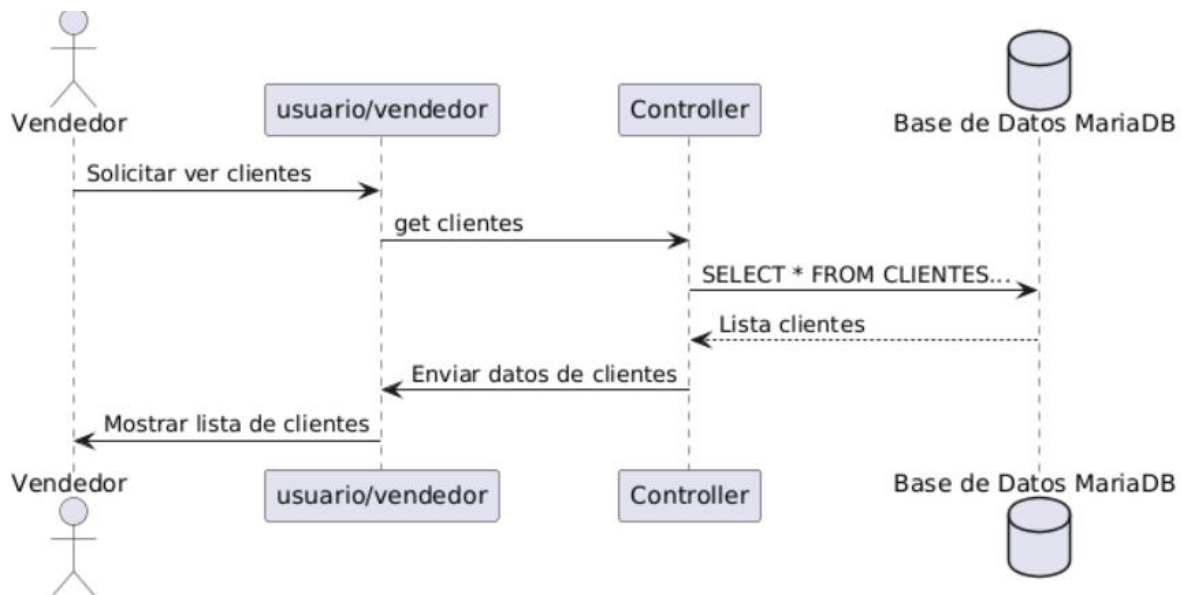 Vendedor
usuario/vendedor
Controller
Base de Datos MariaDB
Solicitar ver clientes
get clientes
SELECT * FROM CLIENTES...
Lista clientes
Enviar datos de clientes
Mostrar lista de clientes
Vendedor
usuario/vendedor
Controller
Base de Datos MariaDB